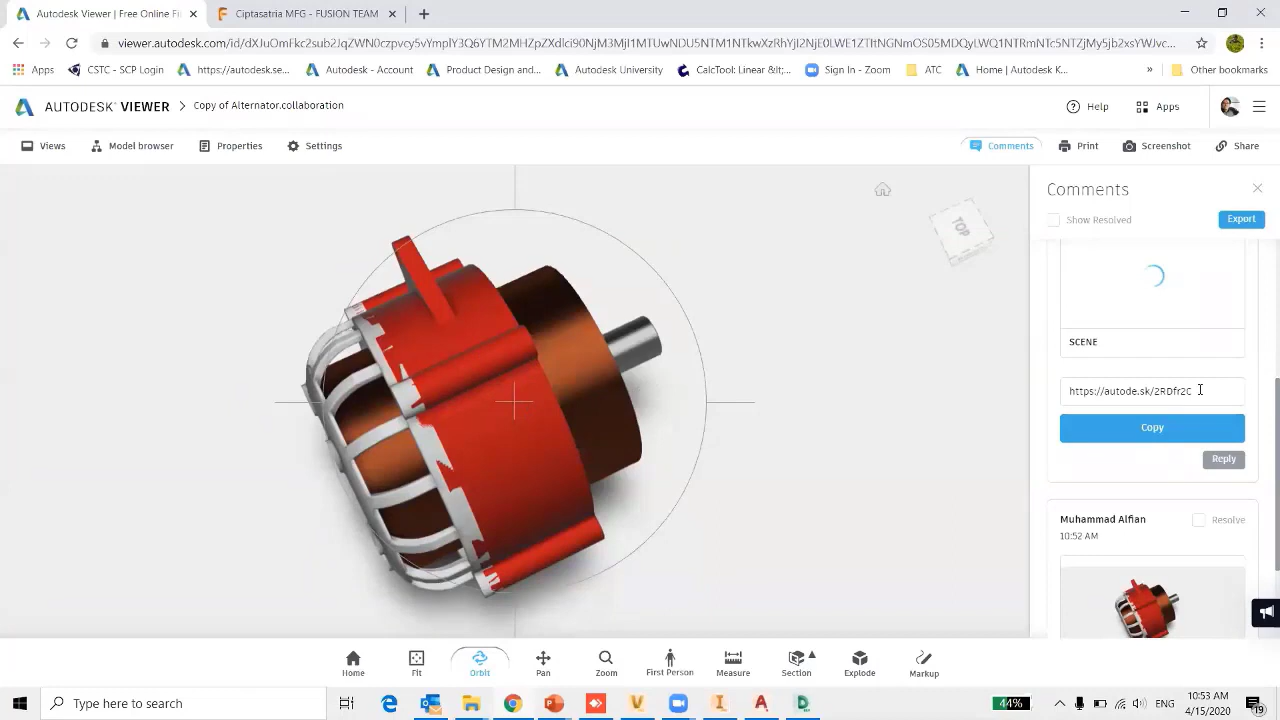 Autodesk Viewer | Free Online Fi
Ciptasatria MFG - FUSION TEAM
Apps
CSTC - SCP Login
https://autodesk.se...
Autodesk - Account
Product Design and...
Autodesk University
CalcTool: Linear &lt;...
Sign In - Zoom
ATC
Home | Autodesk K...
»
Other bookmarks
AUTODESK VIEWER > Copy of Alternator.collaboration
Help
Apps
Views
Model browser
Properties
Settings
Comments
Print
Screenshot
Share
TOP
Comments
Show Resolved
Export
SCENE
https://autode.sk/2RDfr2C
Copy
Reply
Muhammad Alfian
Resolve
10:52 AM
Home
Fit
Orbit
Pan
Zoom
First Person
Measure
Section
Explode
Markup
Type here to search
44%
10:53 AM
4/15/2020
19